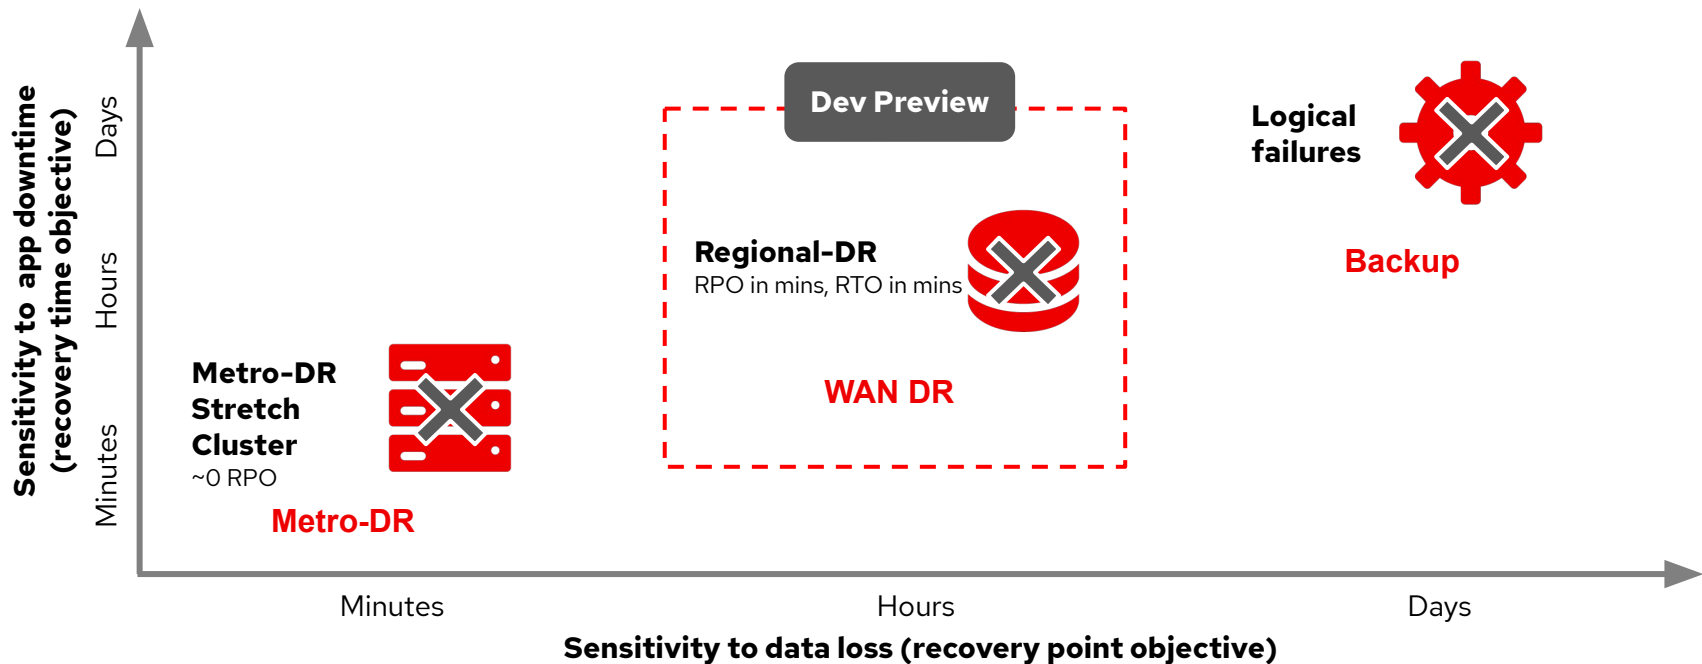 Sensitivity to app downtime
(recovery time objective)
Days
Hours
Minutes
Dev Preview
Logical
failures
Backup
Regional-DR
RPO in mins, RTO in mins
WAN DR
Metro-DR
Stretch
Cluster
~0 RPO
Metro-DR
Minutes
Hours
Days
Sensitivity to data loss (recovery point objective)